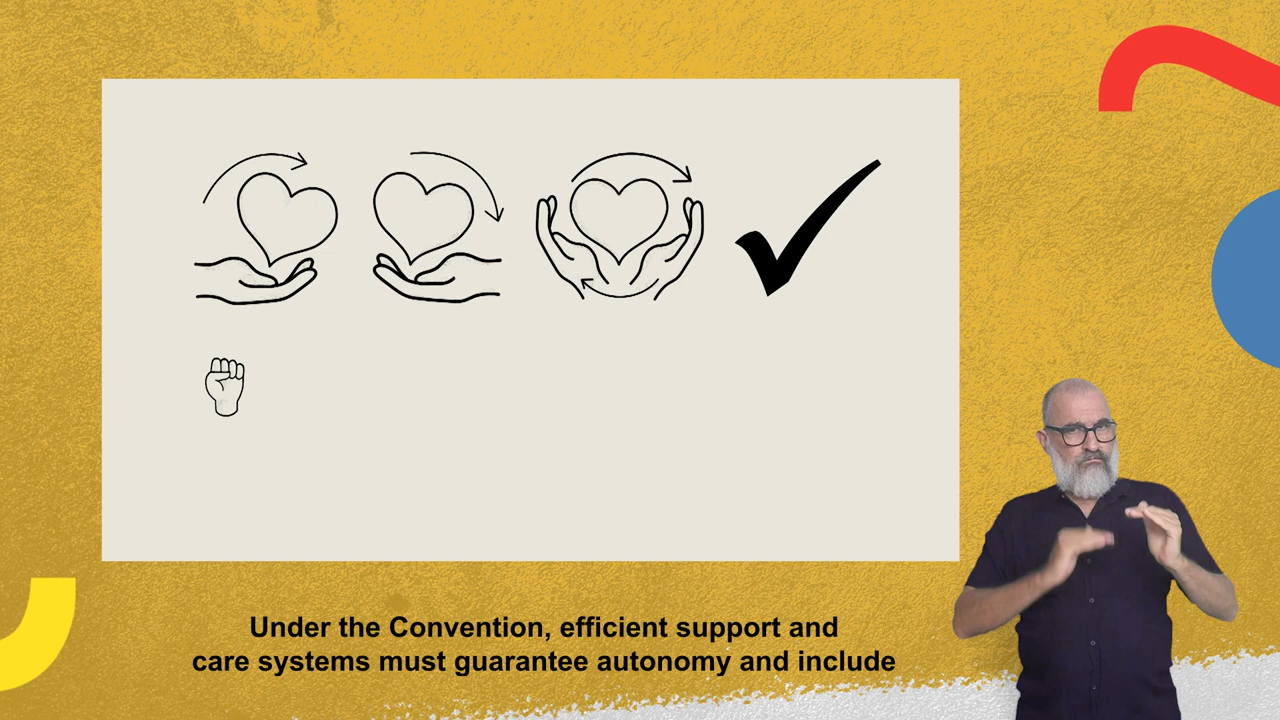 Under the Convention, efficient support and
care systems must guarantee autonomy and include